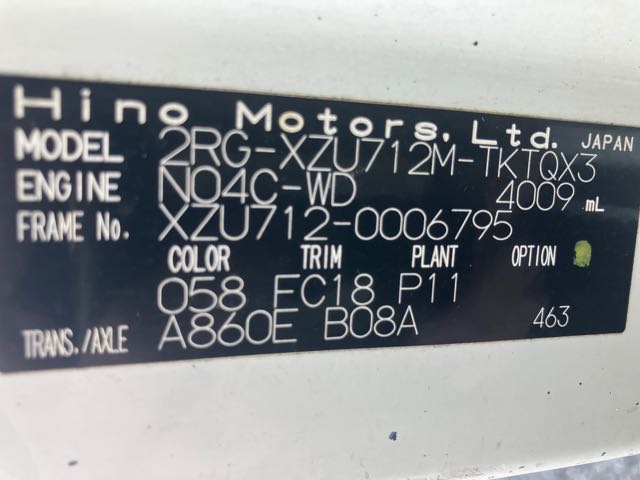 Hino Motors, Ltd. JAPAN
MODEL 2RG-XZU712M-TKTQX3
ENGINE N04C-WD 4009 mL
FRAME No. XZU712-0006795
COLOR TRIM PLANT OPTION
058 FC18 P11
TRANS./AXLE A860E B08A 463